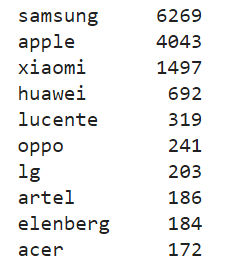 samsung 6269
apple 4043
xiaomi 1497
huawei 692
lucente 319
oppo 241
lg 203
artel 186
elenberg 184
acer 172